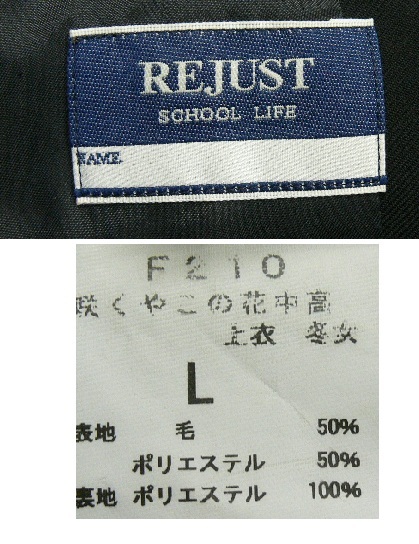 REJUST
SCHOOL LIFE
NAME.
F210
咲くやこの花中高
上衣 冬女
L
表地 毛 50%
ポリエステル 50%
裏地 ポリエステル 100%